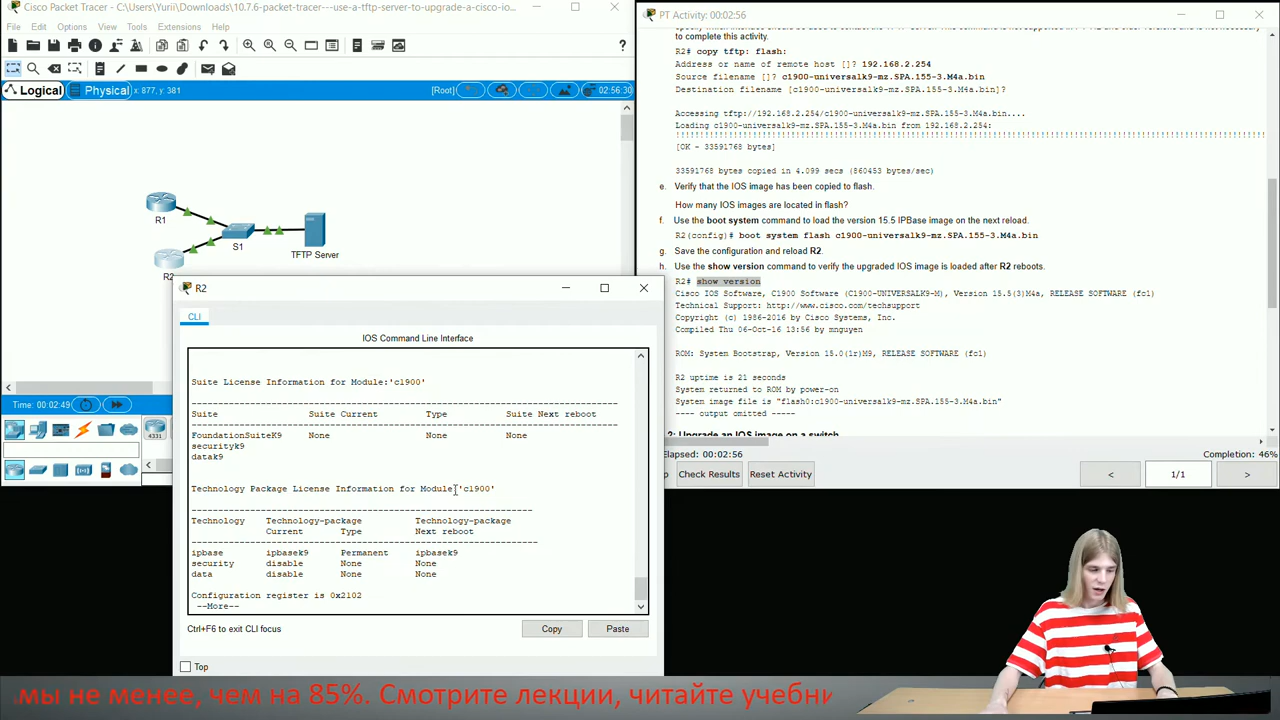 Cisco Packet Tracer - C:\Users\Yurii\Downloads\10.7.6-packet-tracer---use-a-tftp-server-to-upgrade-a-cisco-io...
File Edit Options View Tools Extensions Help
Logical Physical x: 877, y: 381 [Root] 02:56:30
R1
S1
TFTP Server
R2
Time: 00:02:49
4331
PT Activity: 00:02:56
to complete this activity.
R2# copy tftp: flash:
Address or name of remote host []? 192.168.2.254
Source filename []? c1900-universalk9-mz.SPA.155-3.M4a.bin
Destination filename [c1900-universalk9-mz.SPA.155-3.M4a.bin]?
Accessing tftp://192.168.2.254/c1900-universalk9-mz.SPA.155-3.M4a.bin....
Loading c1900-universalk9-mz.SPA.155-3.M4a.bin from 192.168.2.254:
!!!!!!!!!!!!!!!!!!!!!!!!!!!!!!!!!!!!!!!!!!!!!!!!!!!!!!!!!!!!!!!!!!!!!!!!!!!!!!!!!!!!!!!!!!!!!!!!!!
[OK - 33591768 bytes]
33591768 bytes copied in 4.099 secs (860453 bytes/sec)
e. Verify that the IOS image has been copied to flash.
How many IOS images are located in flash?
f. Use the boot system command to load the version 15.5 IPBase image on the next reload.
R2(config)# boot system flash c1900-universalk9-mz.SPA.155-3.M4a.bin
g. Save the configuration and reload R2.
h. Use the show version command to verify the upgraded IOS image is loaded after R2 reboots.
R2# show version
Cisco IOS Software, C1900 Software (C1900-UNIVERSALK9-M), Version 15.5(3)M4a, RELEASE SOFTWARE (fc1)
Technical Support: http://www.cisco.com/techsupport
Copyright (c) 1986-2016 by Cisco Systems, Inc.
Compiled Thu 06-Oct-16 13:56 by mnguyen
ROM: System Bootstrap, Version 15.0(1r)M9, RELEASE SOFTWARE (fc1)
R2 uptime is 21 seconds
System returned to ROM by power-on
System image file is "flash0:c1900-universalk9-mz.SPA.155-3.M4a.bin"
---- output omitted -----
2: Upgrade an IOS image on a switch
Elapsed: 00:02:56 Completion: 46%
p Check Results Reset Activity < 1/1 >
R2
CLI
IOS Command Line Interface
Suite License Information for Module:'c1900'
--------------------------------------------------------------------------------
Suite Suite Current Type Suite Next reboot
--------------------------------------------------------------------------------
FoundationSuiteK9 None None None
securityk9
datak9
Technology Package License Information for Module:'c1900'
----------------------------------------------------------------
Technology Technology-package Technology-package
Current Type Next reboot
-----------------------------------------------------------------
ipbase ipbasek9 Permanent ipbasek9
security disable None None
data disable None None
Configuration register is 0x2102
--More--
Ctrl+F6 to exit CLI focus Copy Paste
Top
мы не менее, чем на 85%. Смотрите лекции, читайте учебни